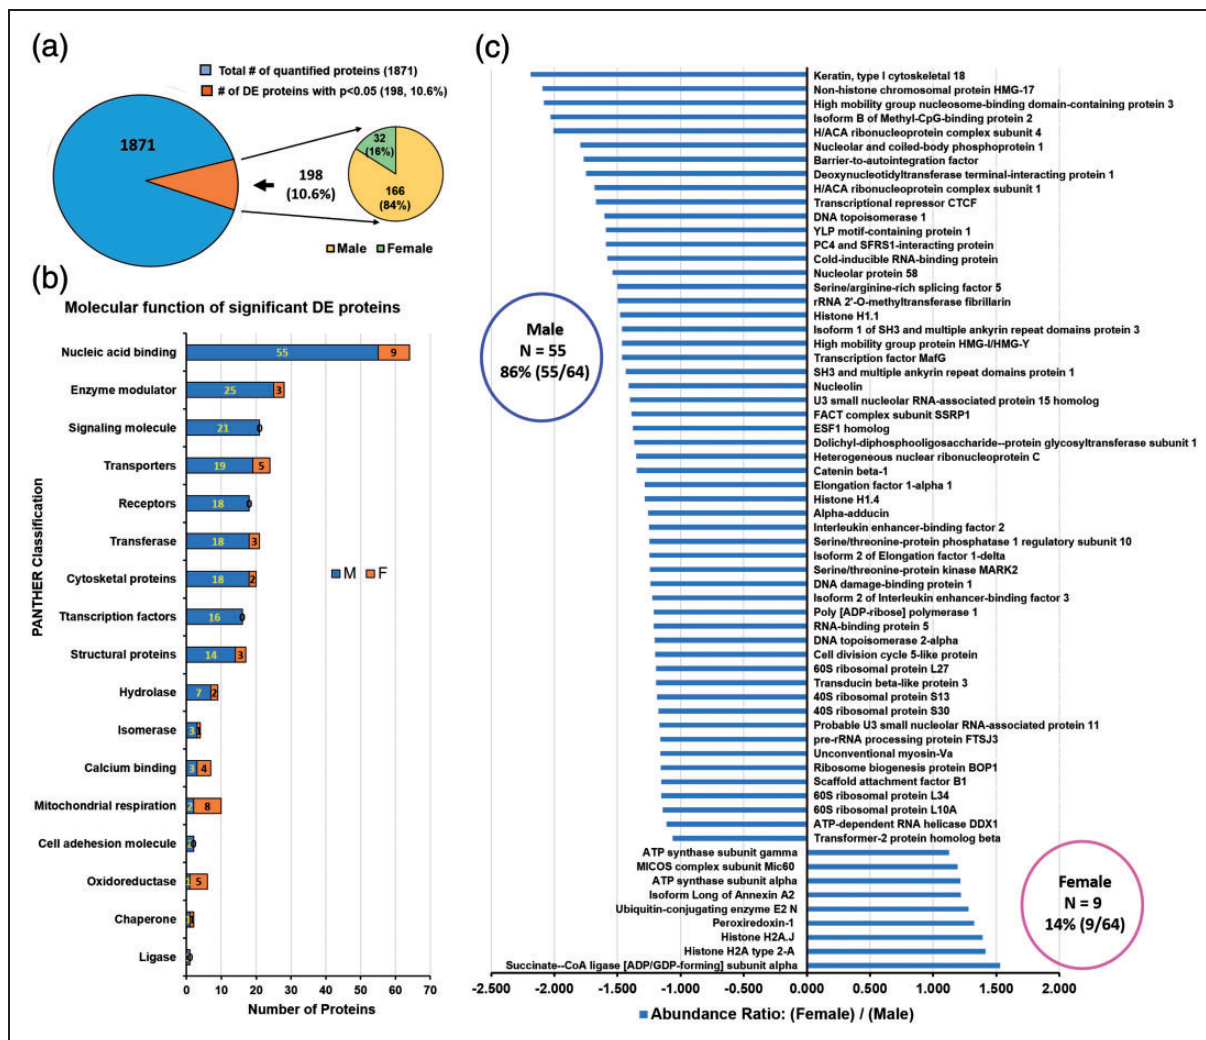 (a)
Total # of quantified proteins (1871)
# of DE proteins with p<0.05 (198, 10.6%)
1871
198
(10.6%)
32
(16%)
166
(84%)
Male Female
(b)
Molecular function of significant DE proteins
PANTHER Classification
Nucleic acid binding 55 9
Enzyme modulator 25 3
Signaling molecule 21 0
Transporters 19 5
Receptors 18 0
Transferase 18 3
Cytosketal proteins 18 2
Ttanscription factors 16 0
Structural proteins 14 3
Hydrolase 7 2
Isomerase 3 1
Calcium binding 3 4
Mitochondrial respiration 2 8
Cell adehesion molecule 0
Oxidoreductase 1 5
Chaperone 1
Ligase 0
M F
0 10 20 30 40 50 60 70
Number of Proteins
(c)
Keratin, type I cytoskeletal 18
Non-histone chromosomal protein HMG-17
High mobility group nucleosome-binding domain-containing protein 3
Isoform B of Methyl-CpG-binding protein 2
H/ACA ribonucleoprotein complex subunit 4
Nucleolar and coiled-body phosphoprotein 1
Barrier-to-autointegration factor
Deoxynucleotidyltransferase terminal-interacting protein 1
H/ACA ribonucleoprotein complex subunit 1
Transcriptional repressor CTCF
DNA topoisomerase 1
YLP motif-containing protein 1
PC4 and SFRS1-interacting protein
Cold-inducible RNA-binding protein
Nucleolar protein 58
Serine/arginine-rich splicing factor 5
rRNA 2'-O-methyltransferase fibrillarin
Histone H1.1
Isoform 1 of SH3 and multiple ankyrin repeat domains protein 3
High mobility group protein HMG-I/HMG-Y
Transcription factor MafG
SH3 and multiple ankyrin repeat domains protein 1
Nucleolin
U3 small nucleolar RNA-associated protein 15 homolog
FACT complex subunit SSRP1
ESF1 homolog
Dolichyl-diphosphooligosaccharide--protein glycosyltransferase subunit 1
Heterogeneous nuclear ribonucleoprotein C
Catenin beta-1
Elongation factor 1-alpha 1
Histone H1.4
Alpha-adducin
Interleukin enhancer-binding factor 2
Serine/threonine-protein phosphatase 1 regulatory subunit 10
Isoform 2 of Elongation factor 1-delta
Serine/threonine-protein kinase MARK2
DNA damage-binding protein 1
Isoform 2 of Interleukin enhancer-binding factor 3
Poly [ADP-ribose] polymerase 1
RNA-binding protein 5
DNA topoisomerase 2-alpha
Cell division cycle 5-like protein
60S ribosomal protein L27
Transducin beta-like protein 3
40S ribosomal protein S13
40S ribosomal protein S30
Probable U3 small nucleolar RNA-associated protein 11
pre-rRNA processing protein FTSJ3
Unconventional myosin-Va
Ribosome biogenesis protein BOP1
Scaffold attachment factor B1
60S ribosomal protein L34
60S ribosomal protein L10A
ATP-dependent RNA helicase DDX1
Transformer-2 protein homolog beta
ATP synthase subunit gamma
MICOS complex subunit Mic60
ATP synthase subunit alpha
Isoform Long of Annexin A2
Ubiquitin-conjugating enzyme E2 N
Peroxiredoxin-1
Histone H2A.J
Histone H2A type 2-A
Succinate--CoA ligase [ADP/GDP-forming] subunit alpha
Male
N = 55
86% (55/64)
Female
N = 9
14% (9/64)
-2.500 -2.000 -1.500 -1.000 -0.500 0.000 0.500 1.000 1.500 2.000
Abundance Ratio: (Female) / (Male)